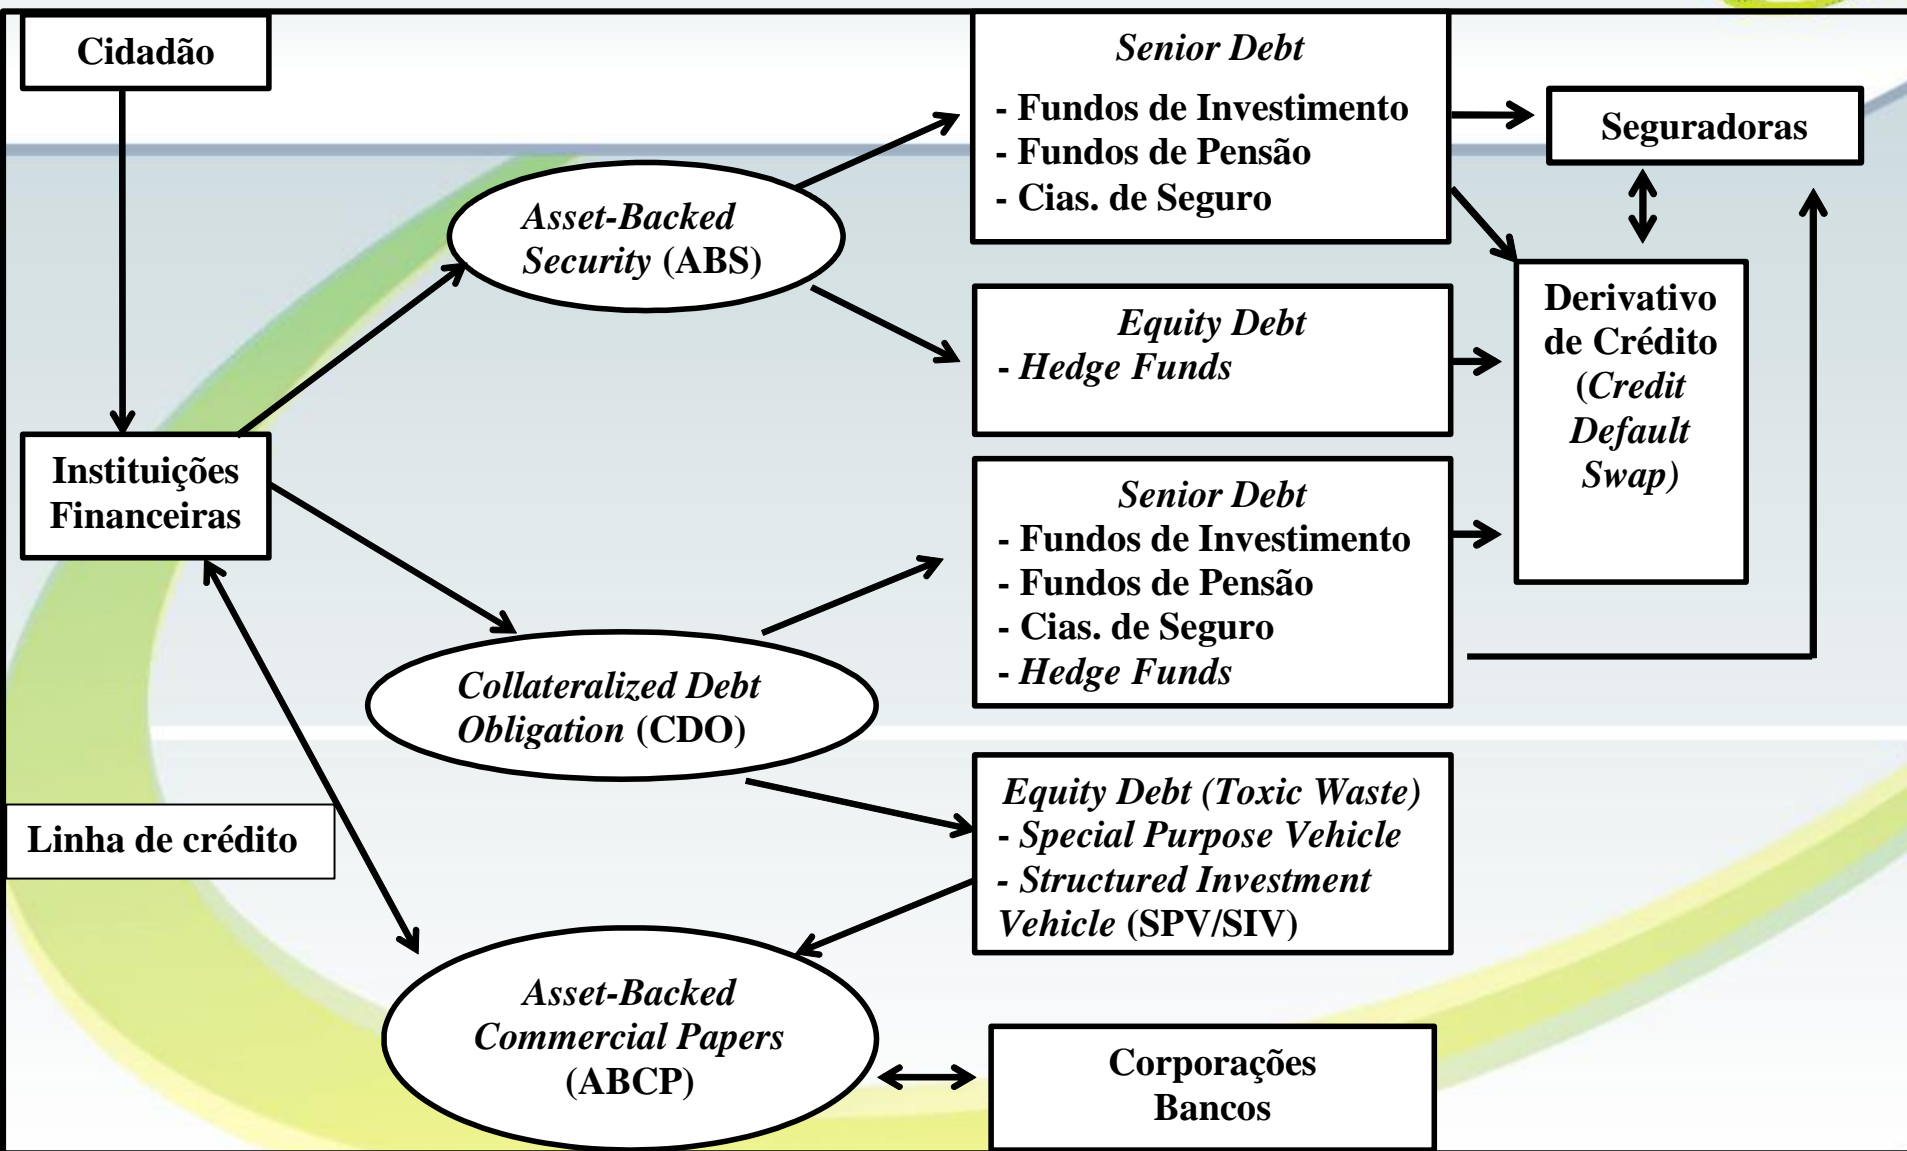 Cidadão
Senior Debt
- Fundos de Investimento
- Fundos de Pensão
- Cias. de Seguro
Seguradoras
Asset-Backed
Security (ABS)
Equity Debt
- Hedge Funds
Derivativo
de Crédito
(Credit
Default
Swap)
Instituições
Financeiras
Senior Debt
- Fundos de Investimento
- Fundos de Pensão
- Cias. de Seguro
- Hedge Funds
Collateralized Debt
Obligation (CDO)
Equity Debt (Toxic Waste)
- Special Purpose Vehicle
- Structured Investment
Vehicle (SPV/SIV)
Linha de crédito
Asset-Backed
Commercial Papers
(ABCP)
Corporações
Bancos